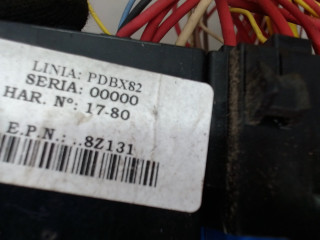 LINIA: PDBX82
SERIA: 00000
HAR. Nº: 17-80
E.P.N.: ..8Z131